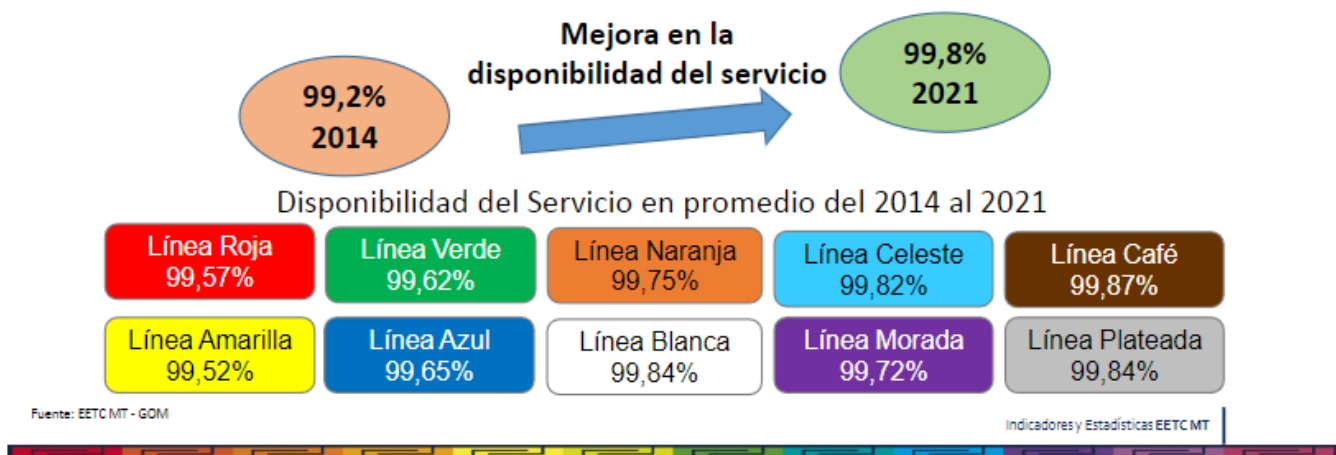 Mejora en la
disponibilidad del servicio
99,2%
2014
99,8%
2021
Disponibilidad del Servicio en promedio del 2014 al 2021
Línea Roja
99,57%
Línea Verde
99,62%
Línea Naranja
99,75%
Línea Celeste
99,82%
Línea Café
99,87%
Línea Amarilla
99,52%
Línea Azul
99,65%
Línea Blanca
99,84%
Línea Morada
99,72%
Línea Plateada
99,84%
Fuente: EETC MT - GOM
Indicadores y Estadísticas EETC MT